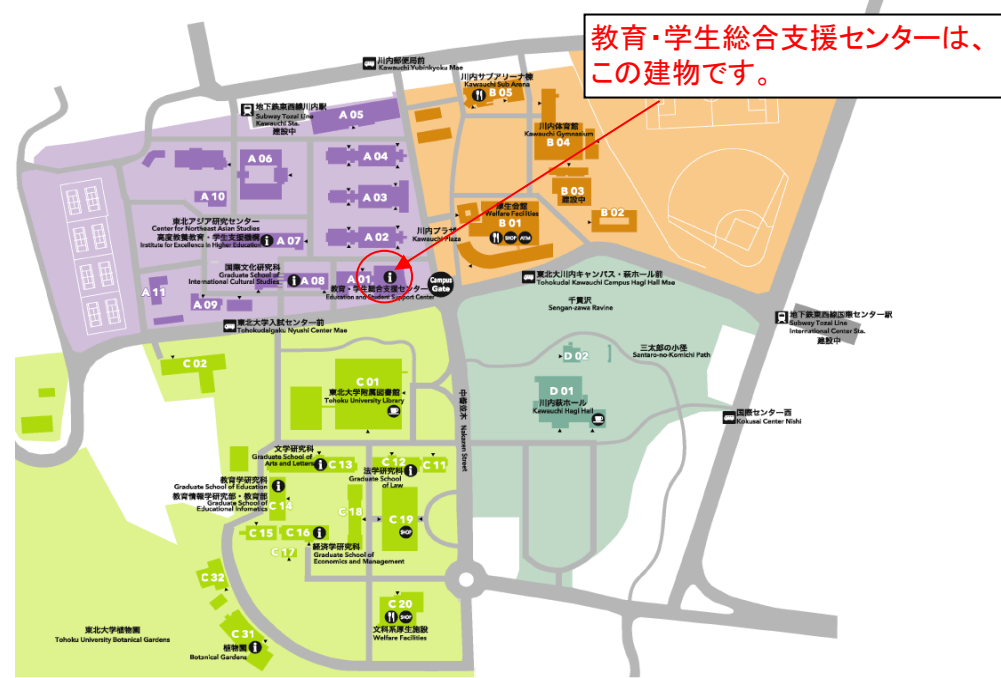 教育・学生総合支援センターは、
この建物です。
川内郵便局前
Kawauchi Yubinkyoku Mae
川内サブアリーナ棟
Kawauchi Sub Arena
B 05
地下鉄東西線川内駅
Subway Tozai Line
Kawauchi Sta.
建設中
A 05
川内体育館
Kawauchi Gymnasium
B 04
A 06
A 04
A 10
A 03
B 03
建設中
厚生会館
Welfare Facilities
B 01
SHOP
ATM
B 02
東北アジア研究センター
Center for Northeast Asian Studies
高度教養教育・学生支援機構
Institute for Excellence in Higher Education
A 07
A 02
川内プラザ
Kawauchi Plaza
国際文化研究科
Graduate School of
International Cultural Studies
A 08
A 01
教育・学生総合支援センター
Education and Student Support Center
Campus
Gate
東北大川内キャンパス・萩ホール前
Tohokudai Kawauchi Campus Hagi Hall Mae
A 11
A 09
千貫沢
Sengan-zawa Ravine
東北大学入試センター前
Tohokudaigaku Nyushi Center Mae
地下鉄東西線国際センター駅
Subway Tozai Line
International Center Sta.
建設中
C 02
D 02
三太郎の小径
Santaro-no-Komichi Path
C 01
東北大学附属図書館
Tohoku University Library
D 01
川内萩ホール
Kawauchi Hagi Hall
中善並木 Nakazen Street
国際センター西
Kokusai Center Nishi
文学研究科
Graduate School of
Arts and Letters
C 13
C 12
C 11
法学研究科
Graduate School
of Law
教育学研究科
Graduate School of Education
教育情報学研究部・教育部
Graduate School of
Educational Informatics
C 14
C 18
C 19
SHOP
C 15
C 16
C 17
経済学研究科
Graduate School of
Economics and Management
C 32
C 20
SHOP
文科系厚生施設
Welfare Facilities
東北大学植物園
Tohoku University Botanical Gardens
C 31
植物園
Botanical Gardens